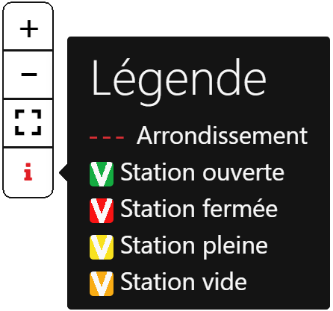 +
−
i
Légende
Arrondissement
V Station ouverte
V Station fermée
V Station pleine
V Station vide